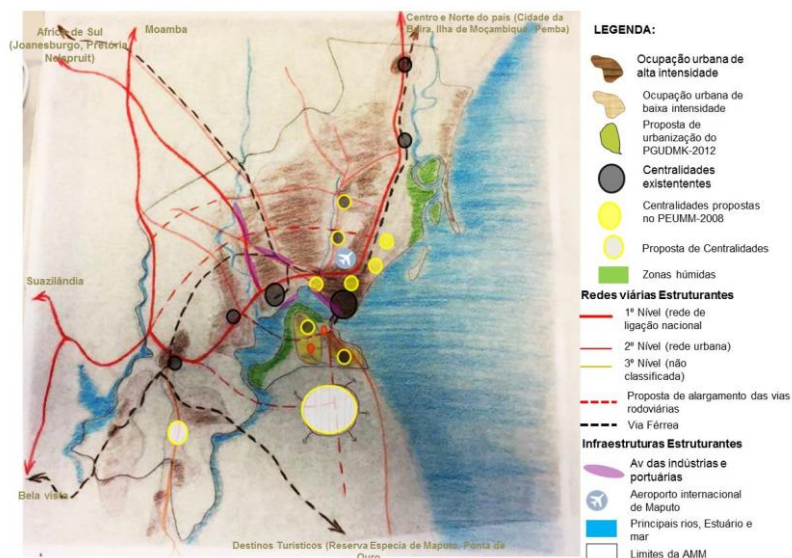 Africa de Sul
(Joanesburgo, Pretória
Nelspruit)
Moamba
Centro e Norte do país (Cidade da
Beira, Ilha de Moçambique, Pemba)
Suazilândia
Bela vista
Destinos Turísticos (Reserva Especia de Maputo, Ponta de
Ouro
LEGENDA:
Ocupação urbana de
alta intensidade
Ocupação urbana de
baixa intensidade
Proposta de
urbanização do
PGUDMK-2012
Centralidades
existententes
Centralidades propostas
no PEUMM-2008
Proposta de Centralidades
Zonas húmidas
Redes viárias Estruturantes
1º Nível (rede de
ligação nacional
2º Nível (rede urbana)
3º Nível (não
classificada)
Proposta de alargamento das vias
rodoviárias
Via Férrea
Infraestruturas Estruturantes
Av das indústrias e
portuárias
Aeroporto internacional
de Maputo
Principais rios, Estuário e
mar
Limites da AMM